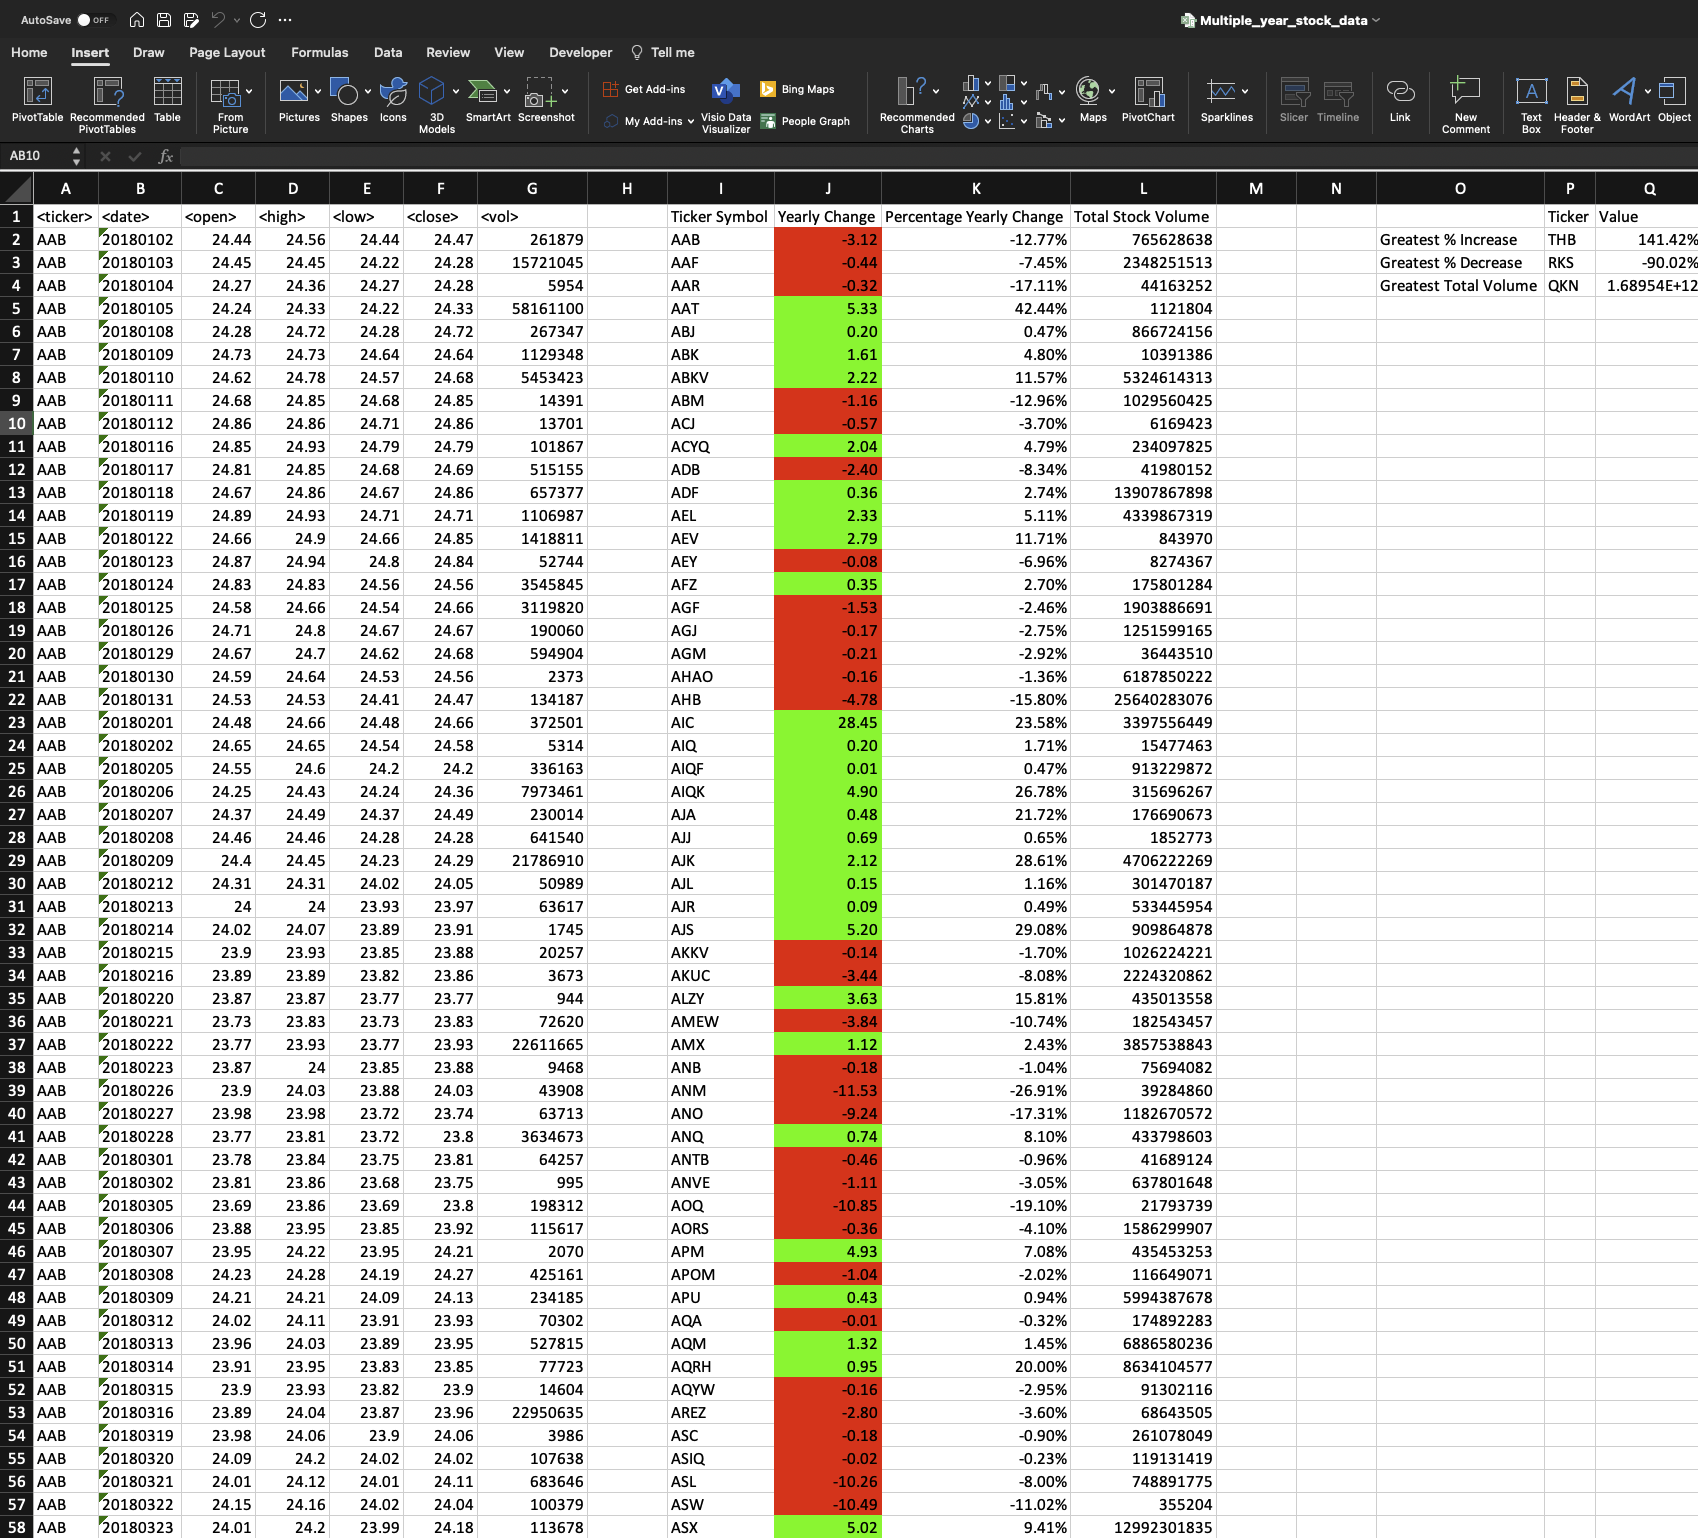 AutoSave OFF Multiple_year_stock_data
Home Insert Draw Page Layout Formulas Data Review View Developer Tell me
PivotTable Recommended PivotTables Table From Picture Pictures Shapes Icons 3D Models SmartArt Screenshot Get Add-ins My Add-ins Visio Data Visualizer Bing Maps People Graph Recommended Charts Maps PivotChart Sparklines Slicer Timeline Link New Comment Text Box Header & Footer WordArt Object
AB10 fx
A B C D E F G H I J K L M N O P Q
1 <ticker> <date> <open> <high> <low> <close> <vol> Ticker Symbol Yearly Change Percentage Yearly Change Total Stock Volume Ticker Value
2 AAB 20180102 24.44 24.56 24.44 24.47 261879 AAB -3.12 -12.77% 765628638 Greatest % Increase THB 141.42%
3 AAB 20180103 24.45 24.45 24.22 24.28 15721045 AAF -0.44 -7.45% 2348251513 Greatest % Decrease RKS -90.02%
4 AAB 20180104 24.27 24.36 24.27 24.28 5954 AAR -0.32 -17.11% 44163252 Greatest Total Volume QKN 1.68954E+12
5 AAB 20180105 24.24 24.33 24.22 24.33 58161100 AAT 5.33 42.44% 1121804
6 AAB 20180108 24.28 24.72 24.28 24.72 267347 ABJ 0.20 0.47% 866724156
7 AAB 20180109 24.73 24.73 24.64 24.64 1129348 ABK 1.61 4.80% 10391386
8 AAB 20180110 24.62 24.78 24.57 24.68 5453423 ABKV 2.22 11.57% 5324614313
9 AAB 20180111 24.68 24.85 24.68 24.85 14391 ABM -1.16 -12.96% 1029560425
10 AAB 20180112 24.86 24.86 24.71 24.86 13701 ACJ -0.57 -3.70% 6169423
11 AAB 20180116 24.85 24.93 24.79 24.79 101867 ACYQ 2.04 4.79% 234097825
12 AAB 20180117 24.81 24.85 24.68 24.69 515155 ADB -2.40 -8.34% 41980152
13 AAB 20180118 24.67 24.86 24.67 24.86 657377 ADF 0.36 2.74% 13907867898
14 AAB 20180119 24.89 24.93 24.71 24.71 1106987 AEL 2.33 5.11% 4339867319
15 AAB 20180122 24.66 24.9 24.66 24.85 1418811 AEV 2.79 11.71% 843970
16 AAB 20180123 24.87 24.94 24.8 24.84 52744 AEY -0.08 -6.96% 8274367
17 AAB 20180124 24.83 24.83 24.56 24.56 3545845 AFZ 0.35 2.70% 175801284
18 AAB 20180125 24.58 24.66 24.54 24.66 3119820 AGF -1.53 -2.46% 1903886691
19 AAB 20180126 24.71 24.8 24.67 24.67 190060 AGJ -0.17 -2.75% 1251599165
20 AAB 20180129 24.67 24.7 24.62 24.68 594904 AGM -0.21 -2.92% 36443510
21 AAB 20180130 24.59 24.64 24.53 24.56 2373 AHAO -0.16 -1.36% 6187850222
22 AAB 20180131 24.53 24.53 24.41 24.47 134187 AHB -4.78 -15.80% 25640283076
23 AAB 20180201 24.48 24.66 24.48 24.66 372501 AIC 28.45 23.58% 3397556449
24 AAB 20180202 24.65 24.65 24.54 24.58 5314 AIQ 0.20 1.71% 15477463
25 AAB 20180205 24.55 24.6 24.2 24.2 336163 AIQF 0.01 0.47% 913229872
26 AAB 20180206 24.25 24.43 24.24 24.36 7973461 AIQK 4.90 26.78% 315696267
27 AAB 20180207 24.37 24.49 24.37 24.49 230014 AJA 0.48 21.72% 176690673
28 AAB 20180208 24.46 24.46 24.28 24.28 641540 AJJ 0.69 0.65% 1852773
29 AAB 20180209 24.4 24.45 24.23 24.29 21786910 AJK 2.12 28.61% 4706222269
30 AAB 20180212 24.31 24.31 24.02 24.05 50989 AJL 0.15 1.16% 301470187
31 AAB 20180213 24 24 23.93 23.97 63617 AJR 0.09 0.49% 533445954
32 AAB 20180214 24.02 24.07 23.89 23.91 1745 AJS 5.20 29.08% 909864878
33 AAB 20180215 23.9 23.93 23.85 23.88 20257 AKKV -0.14 -1.70% 1026224221
34 AAB 20180216 23.89 23.89 23.82 23.86 3673 AKUC -3.44 -8.08% 2224320862
35 AAB 20180220 23.87 23.87 23.77 23.77 944 ALZY 3.63 15.81% 435013558
36 AAB 20180221 23.73 23.83 23.73 23.83 72620 AMEW -3.84 -10.74% 182543457
37 AAB 20180222 23.77 23.93 23.77 23.93 22611665 AMX 1.12 2.43% 3857538843
38 AAB 20180223 23.87 24 23.85 23.88 9468 ANB -0.18 -1.04% 75694082
39 AAB 20180226 23.9 24.03 23.88 24.03 43908 ANM -11.53 -26.91% 39284860
40 AAB 20180227 23.98 23.98 23.72 23.74 63713 ANO -9.24 -17.31% 1182670572
41 AAB 20180228 23.77 23.81 23.72 23.8 3634673 ANQ 0.74 8.10% 433798603
42 AAB 20180301 23.78 23.84 23.75 23.81 64257 ANTB -0.46 -0.96% 41689124
43 AAB 20180302 23.81 23.86 23.68 23.75 995 ANVE -1.11 -3.05% 637801648
44 AAB 20180305 23.69 23.86 23.69 23.8 198312 AOQ -10.85 -19.10% 21793739
45 AAB 20180306 23.88 23.95 23.85 23.92 115617 AORS -0.36 -4.10% 1586299907
46 AAB 20180307 23.95 24.22 23.95 24.21 2070 APM 4.93 7.08% 435453253
47 AAB 20180308 24.23 24.28 24.19 24.27 425161 APOM -1.04 -2.02% 116649071
48 AAB 20180309 24.21 24.21 24.09 24.13 234185 APU 0.43 0.94% 5994387678
49 AAB 20180312 24.02 24.11 23.91 23.93 70302 AQA -0.01 -0.32% 174892283
50 AAB 20180313 23.96 24.03 23.89 23.95 527815 AQM 1.32 1.45% 6886580236
51 AAB 20180314 23.91 23.95 23.83 23.85 77723 AQRH 0.95 20.00% 8634104577
52 AAB 20180315 23.9 23.93 23.82 23.9 14604 AQYW -0.16 -2.95% 91302116
53 AAB 20180316 23.89 24.04 23.87 23.96 22950635 AREZ -2.80 -3.60% 68643505
54 AAB 20180319 23.98 24.06 23.9 24.06 3986 ASC -0.18 -0.90% 261078049
55 AAB 20180320 24.09 24.2 24.02 24.02 107638 ASIQ -0.02 -0.23% 119131419
56 AAB 20180321 24.01 24.12 24.01 24.11 683646 ASL -10.26 -8.00% 748891775
57 AAB 20180322 24.15 24.16 24.02 24.04 100379 ASW -10.49 -11.02% 355204
58 AAB 20180323 24.01 24.2 23.99 24.18 113678 ASX 5.02 9.41% 12992301835